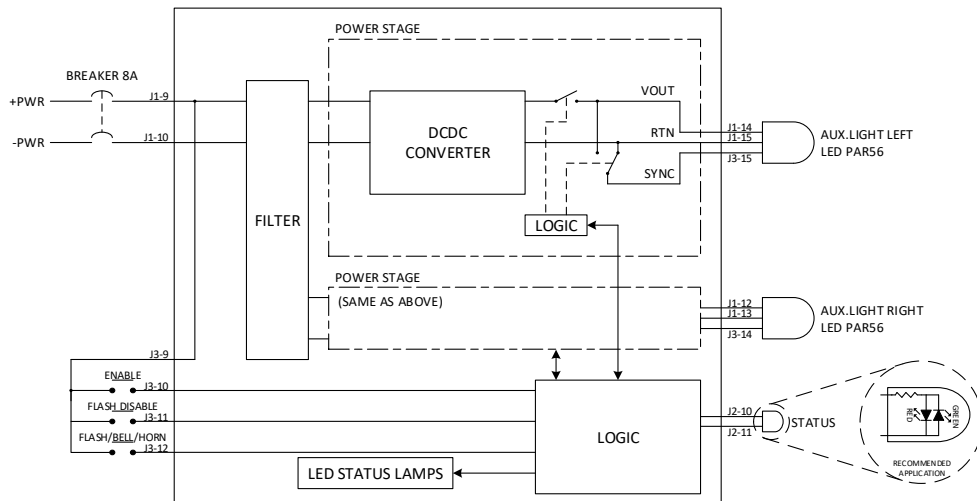 POWER STAGE
BREAKER 8A
+PWR
J1-9
-PWR
J1-10
FILTER
DCDC
CONVERTER
VOUT
RTN
SYNC
LOGIC
J1-14
J1-15
J3-15
AUX.LIGHT LEFT
LED PAR56
POWER STAGE
(SAME AS ABOVE)
J1-12
J1-13
J3-14
AUX.LIGHT RIGHT
LED PAR56
J3-9
ENABLE
J3-10
FLASH DISABLE
J3-11
FLASH/BELL/HORN
J3-12
LOGIC
LED STATUS LAMPS
J2-10
J2-11
STATUS
RED
GREEN
RECOMMENDED
APPLICATION